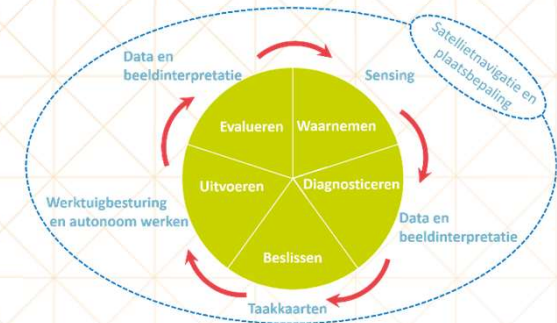 Data en
beeldinterpretatie
Sensing
Satellietnavigatie en
plaatsbepaling
Evalueren
Waarnemen
Uitvoeren
Diagnosticeren
Beslissen
Werktuigbesturing
en autonoom werken
Data en
beeldinterpretatie
Taakkaarten